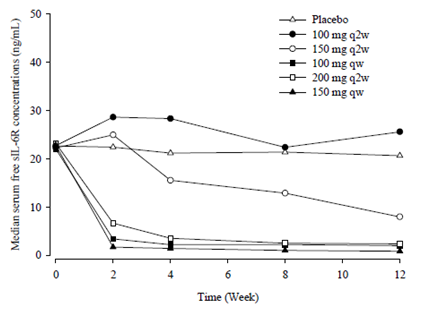 Median serum free sIL-6R concentrations (ng/mL)
50
40
30
20
10
0
Placebo
100 mg q2w
150 mg q2w
100 mg qw
200 mg q2w
150 mg qw
0 2 4 6 8 10 12
Time (Week)